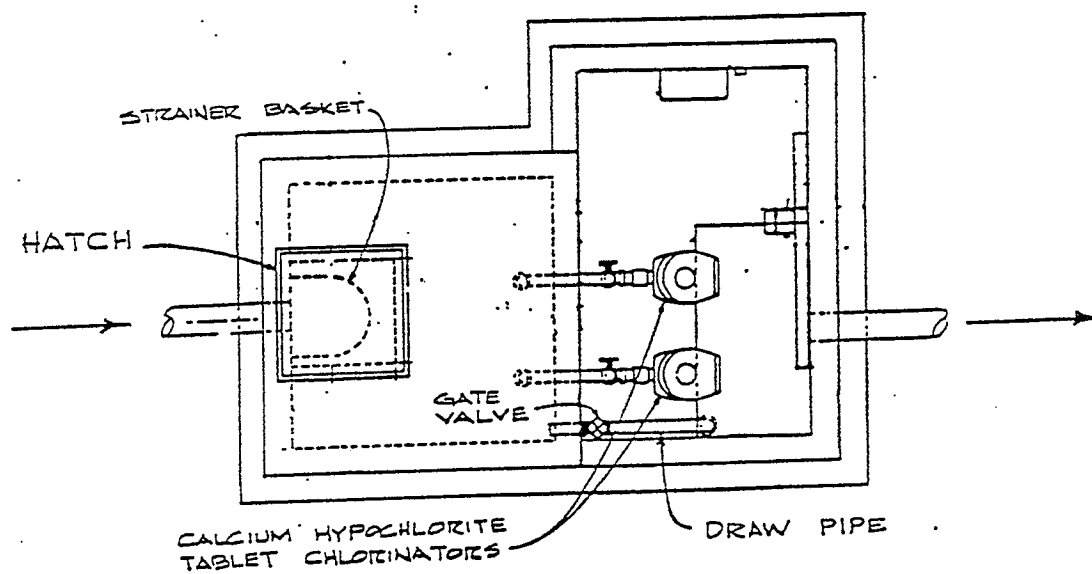 STRAINER BASKET
HATCH
GATE
VALVE
CALCIUM HYPOCHLORITE
TABLET CHLORINATORS
DRAW PIPE